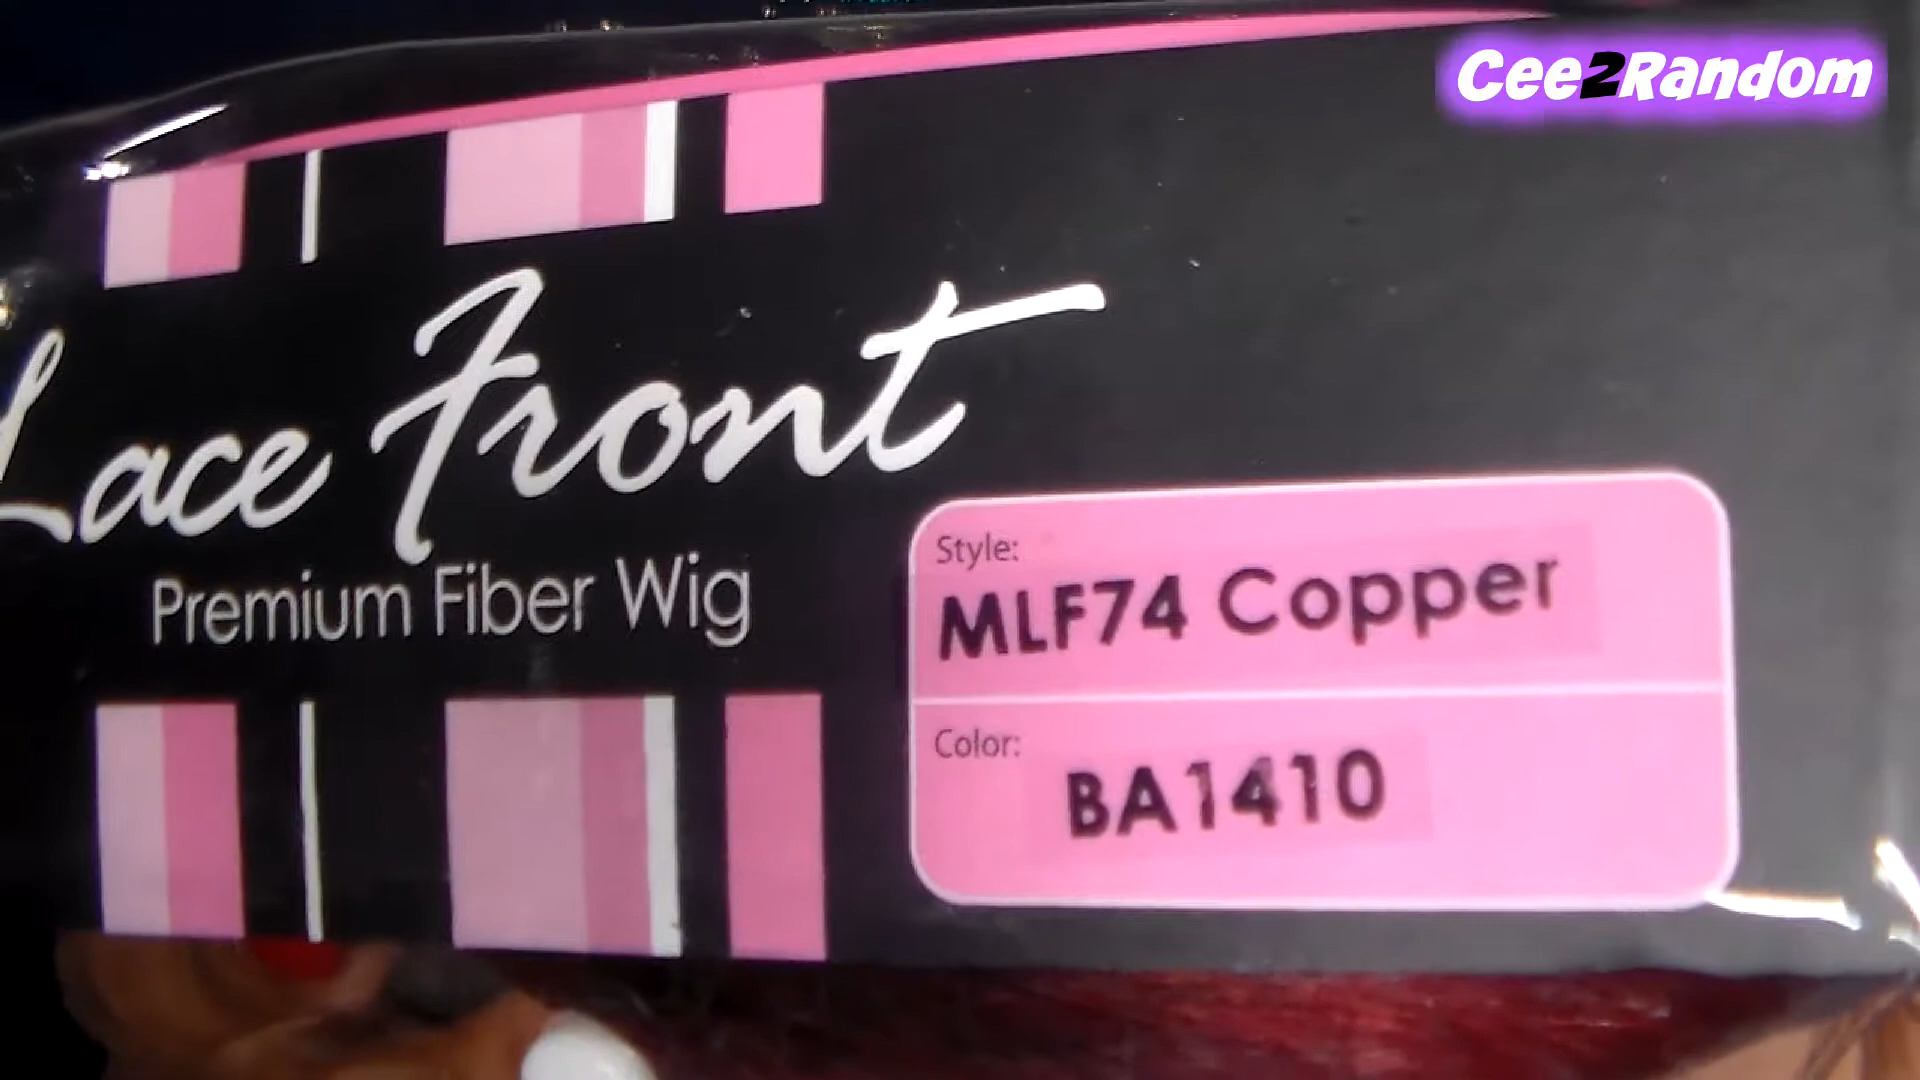 Cee2Random
Lace Front
Premium Fiber Wig
Style:
MLF74 Copper
Color:
BA1410